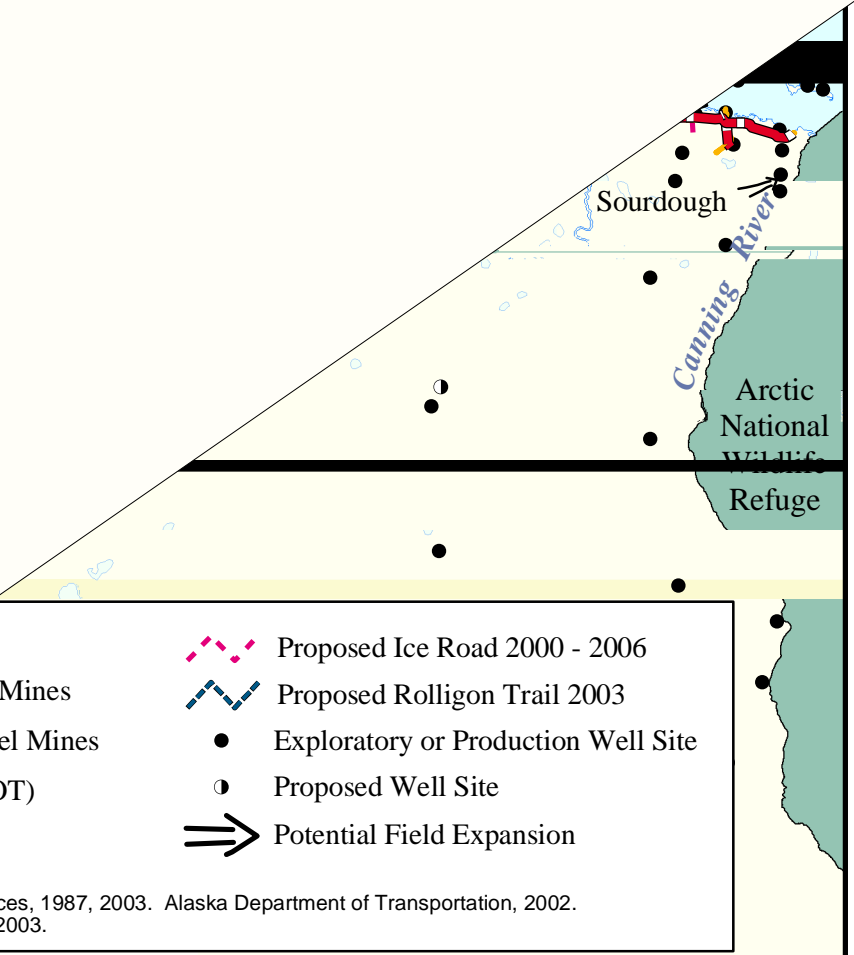 Sourdough
Canning River
Arctic
National
Wildlife
Refuge
Proposed Ice Road 2000 - 2006
Mines
Proposed Rolligon Trail 2003
el Mines
Exploratory or Production Well Site
OT)
Proposed Well Site
Potential Field Expansion
ces, 1987, 2003.  Alaska Department of Transportation, 2002.
2003.